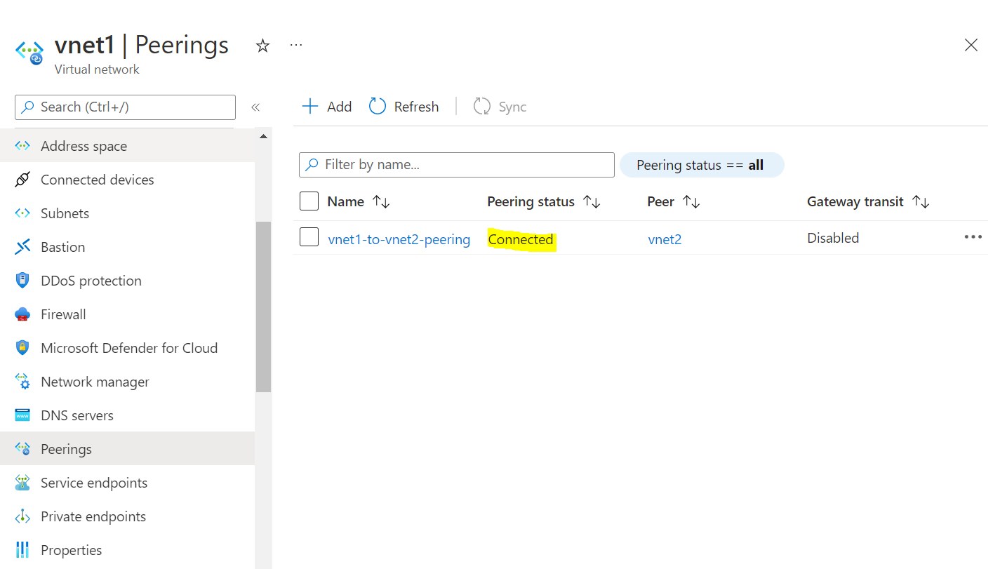 vnet1 | Peerings
Virtual network
Search (Ctrl+/)
Address space
Connected devices
Subnets
Bastion
DDoS protection
Firewall
Microsoft Defender for Cloud
Network manager
DNS servers
Peerings
Service endpoints
Private endpoints
Properties
Add Refresh Sync
Filter by name... Peering status == all
Name Peering status Peer Gateway transit
vnet1-to-vnet2-peering Connected vnet2 Disabled